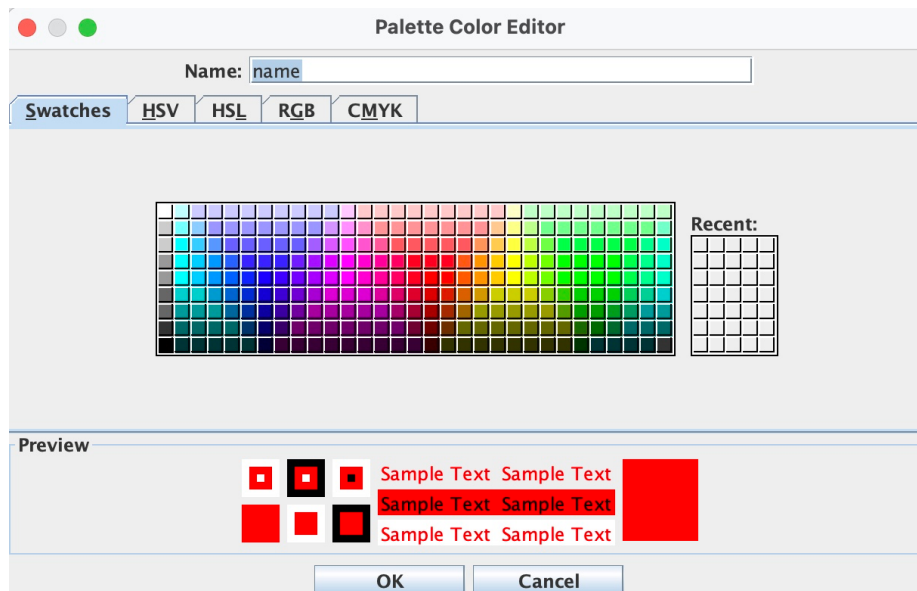 Palette Color Editor
Name: name
Swatches HSV HSL RGB CMYK
Recent:
Preview
Sample Text Sample Text
Sample Text Sample Text
Sample Text Sample Text
OK Cancel